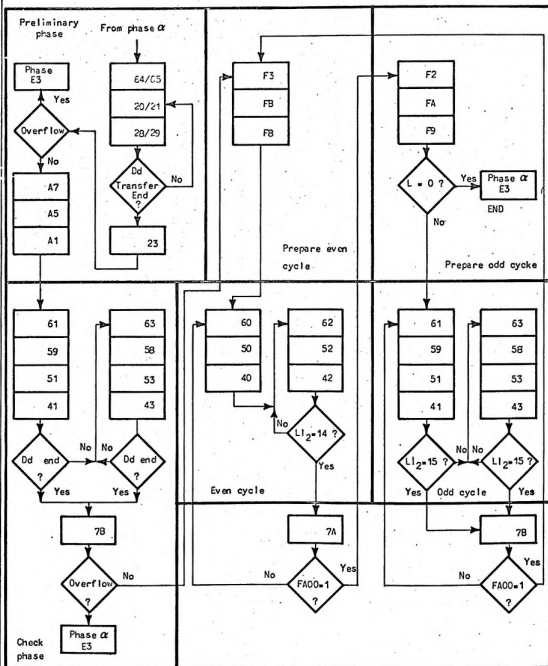 Preliminary
phase
From phase α
Phase
E3
Yes
Overflow
No
A7
A5
A1
64/65
20/21
28/29
Dd
Transfer
End
?
No
23
F3
FB
F8
Prepare even
cycle
F2
FA
F9
L = 0 ?
Yes
Phase α
E3
END
No
Prepare odd cycke
61
59
51
41
Dd end
?
No
Yes
63
58
53
43
Dd end
?
No
Yes
7B
Overflow
?
No
Phase α
E3
Check
phase
60
50
40
62
52
42
No
LI₂=14 ?
Yes
Even cycle
7A
No
FA00=1
?
Yes
61
59
51
41
LI₂=15 ?
No
Yes
63
58
53
43
LI₂=15 ?
No
Yes
Odd cycle
7B
No
FA00=1
?
Yes